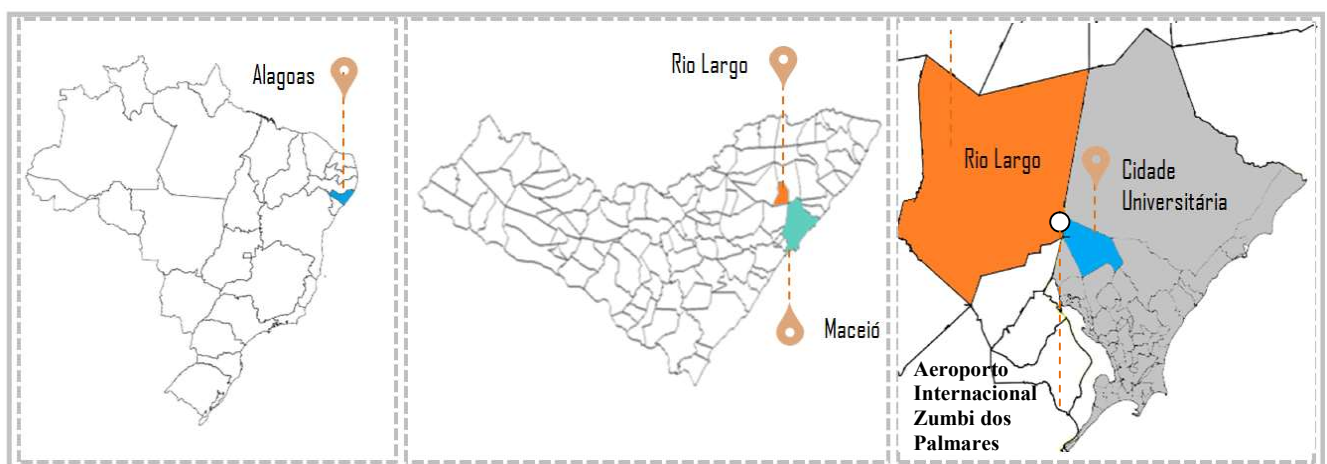 Alagoas
Rio Largo
Maceió
Rio Largo
Cidade
Universitária
Aeroporto
Internacional
Zumbi dos
Palmares